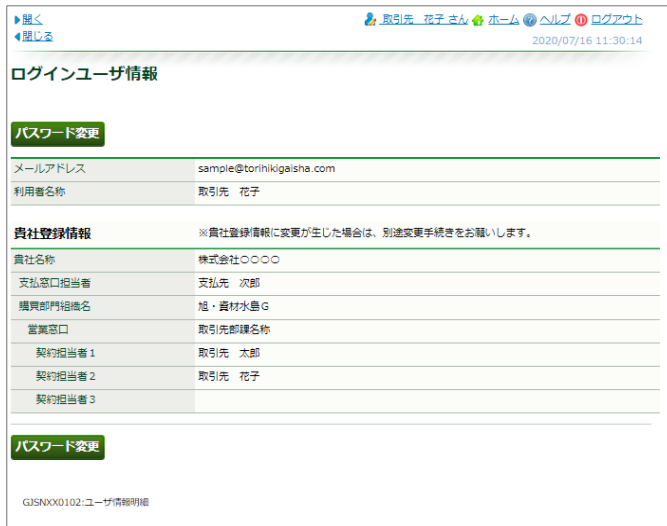 開く 取引先 花子 さん ホーム ヘルプ ログアウト
閉じる 2020/07/16 11:30:14
ログインユーザ情報
パスワード変更
メールアドレス sample@torihikigaisha.com
利用者名称 取引先 花子
貴社登録情報 ※貴社登録情報に変更が生じた場合は、別途変更手続きをお願いします。
貴社名称 株式会社〇〇〇〇
支払窓口担当者 支払先 次郎
購買部門組織名 旭・資材水島G
営業窓口 取引先部課名称
契約担当者1 取引先 太郎
契約担当者2 取引先 花子
契約担当者3
パスワード変更
GJSNXX0102:ユーザ情報明細